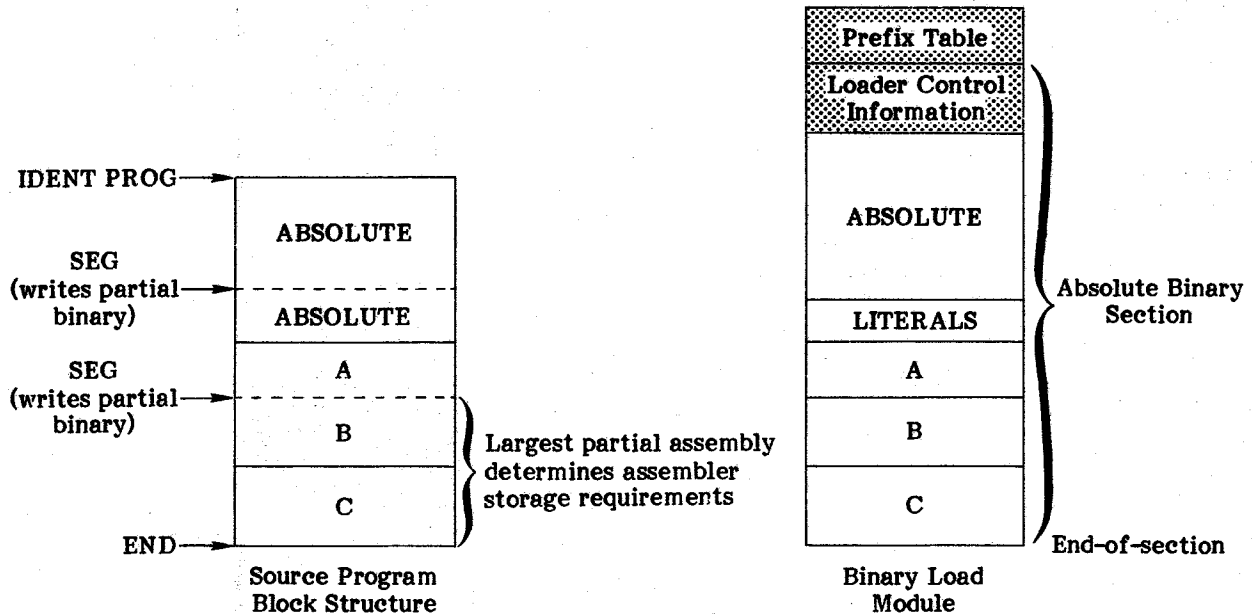 IDENT PROG
SEG
(writes partial
binary)
SEG
(writes partial
binary)
END
ABSOLUTE
ABSOLUTE
A
B
C
Largest partial assembly
determines assembler
storage requirements
Source Program
Block Structure
Prefix Table
Loader Control
Information
ABSOLUTE
LITERALS
A
B
C
Absolute Binary
Section
End-of-section
Binary Load
Module